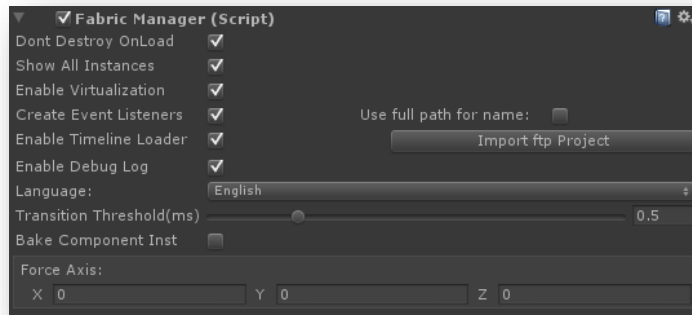 Fabric Manager (Script)
Dont Destroy OnLoad
Show All Instances
Enable Virtualization
Create Event Listeners Use full path for name:
Enable Timeline Loader Import ftp Project
Enable Debug Log
Language: English
Transition Threshold(ms) 0.5
Bake Component Inst
Force Axis:
X 0 Y 0 Z 0